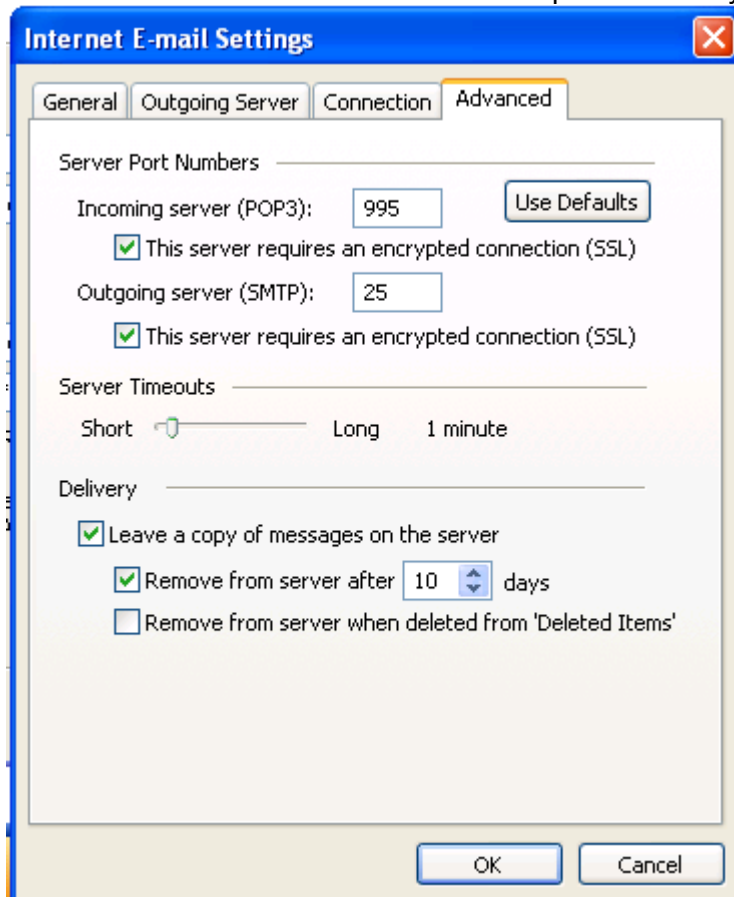 Internet E-mail Settings
General Outgoing Server Connection Advanced
Server Port Numbers
Incoming server (POP3): 995 Use Defaults
This server requires an encrypted connection (SSL)
Outgoing server (SMTP): 25
This server requires an encrypted connection (SSL)
Server Timeouts
Short Long 1 minute
Delivery
Leave a copy of messages on the server
Remove from server after 10 days
Remove from server when deleted from 'Deleted Items'
OK Cancel